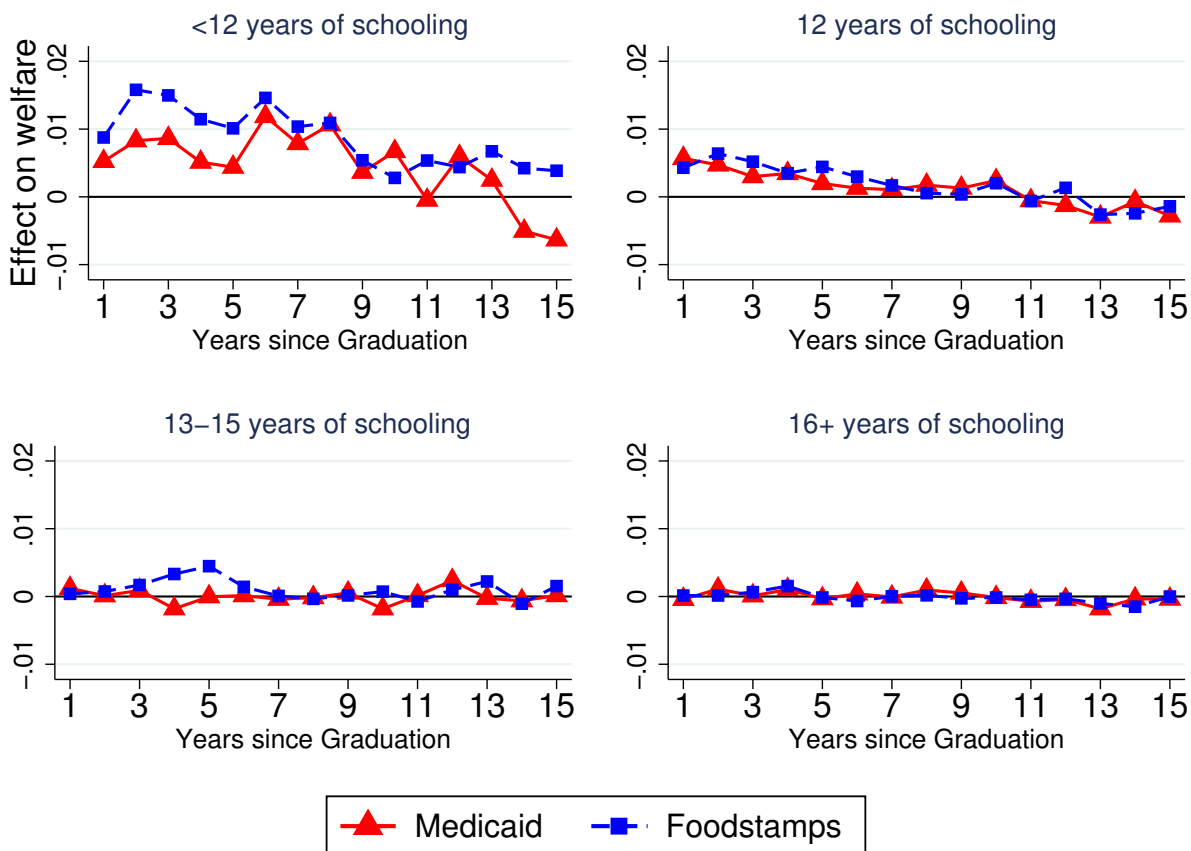 <12 years of schooling
Effect on welfare
.02
.01
0
-.01
1 3 5 7 9 11 13 15
Years since Graduation
12 years of schooling
.02
.01
0
-.01
1 3 5 7 9 11 13 15
Years since Graduation
13−15 years of schooling
.02
.01
0
-.01
1 3 5 7 9 11 13 15
Years since Graduation
16+ years of schooling
.02
.01
0
-.01
1 3 5 7 9 11 13 15
Years since Graduation
Medicaid Foodstamps